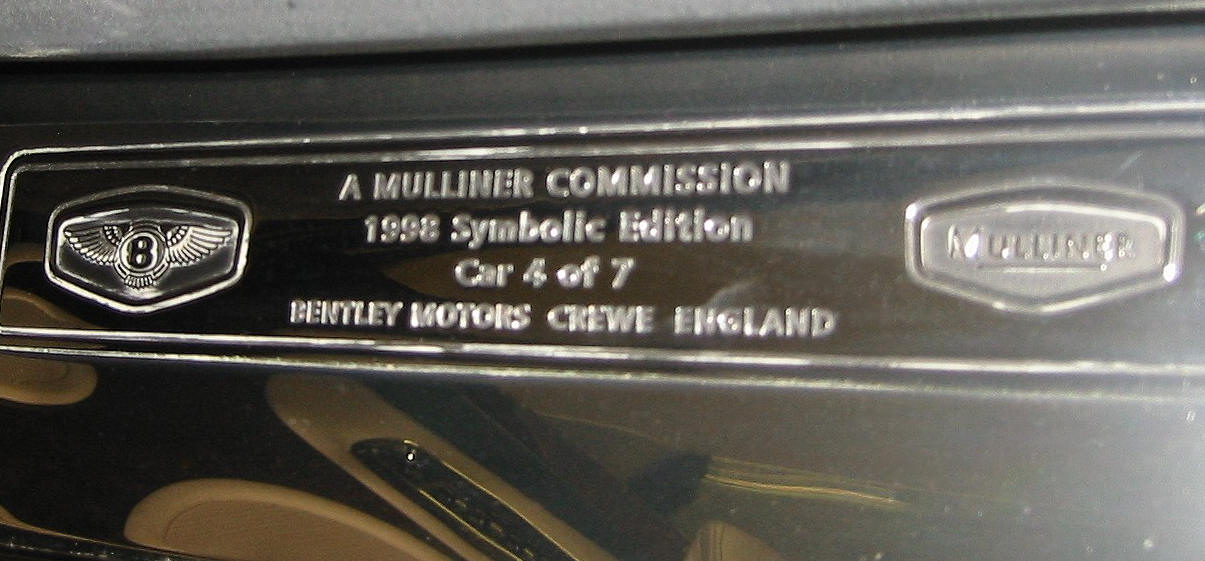 A MULLINER COMMISSION
1998 Symbolic Edition
Car 4 of 7
BENTLEY MOTORS CREWE ENGLAND
B
MULLINER